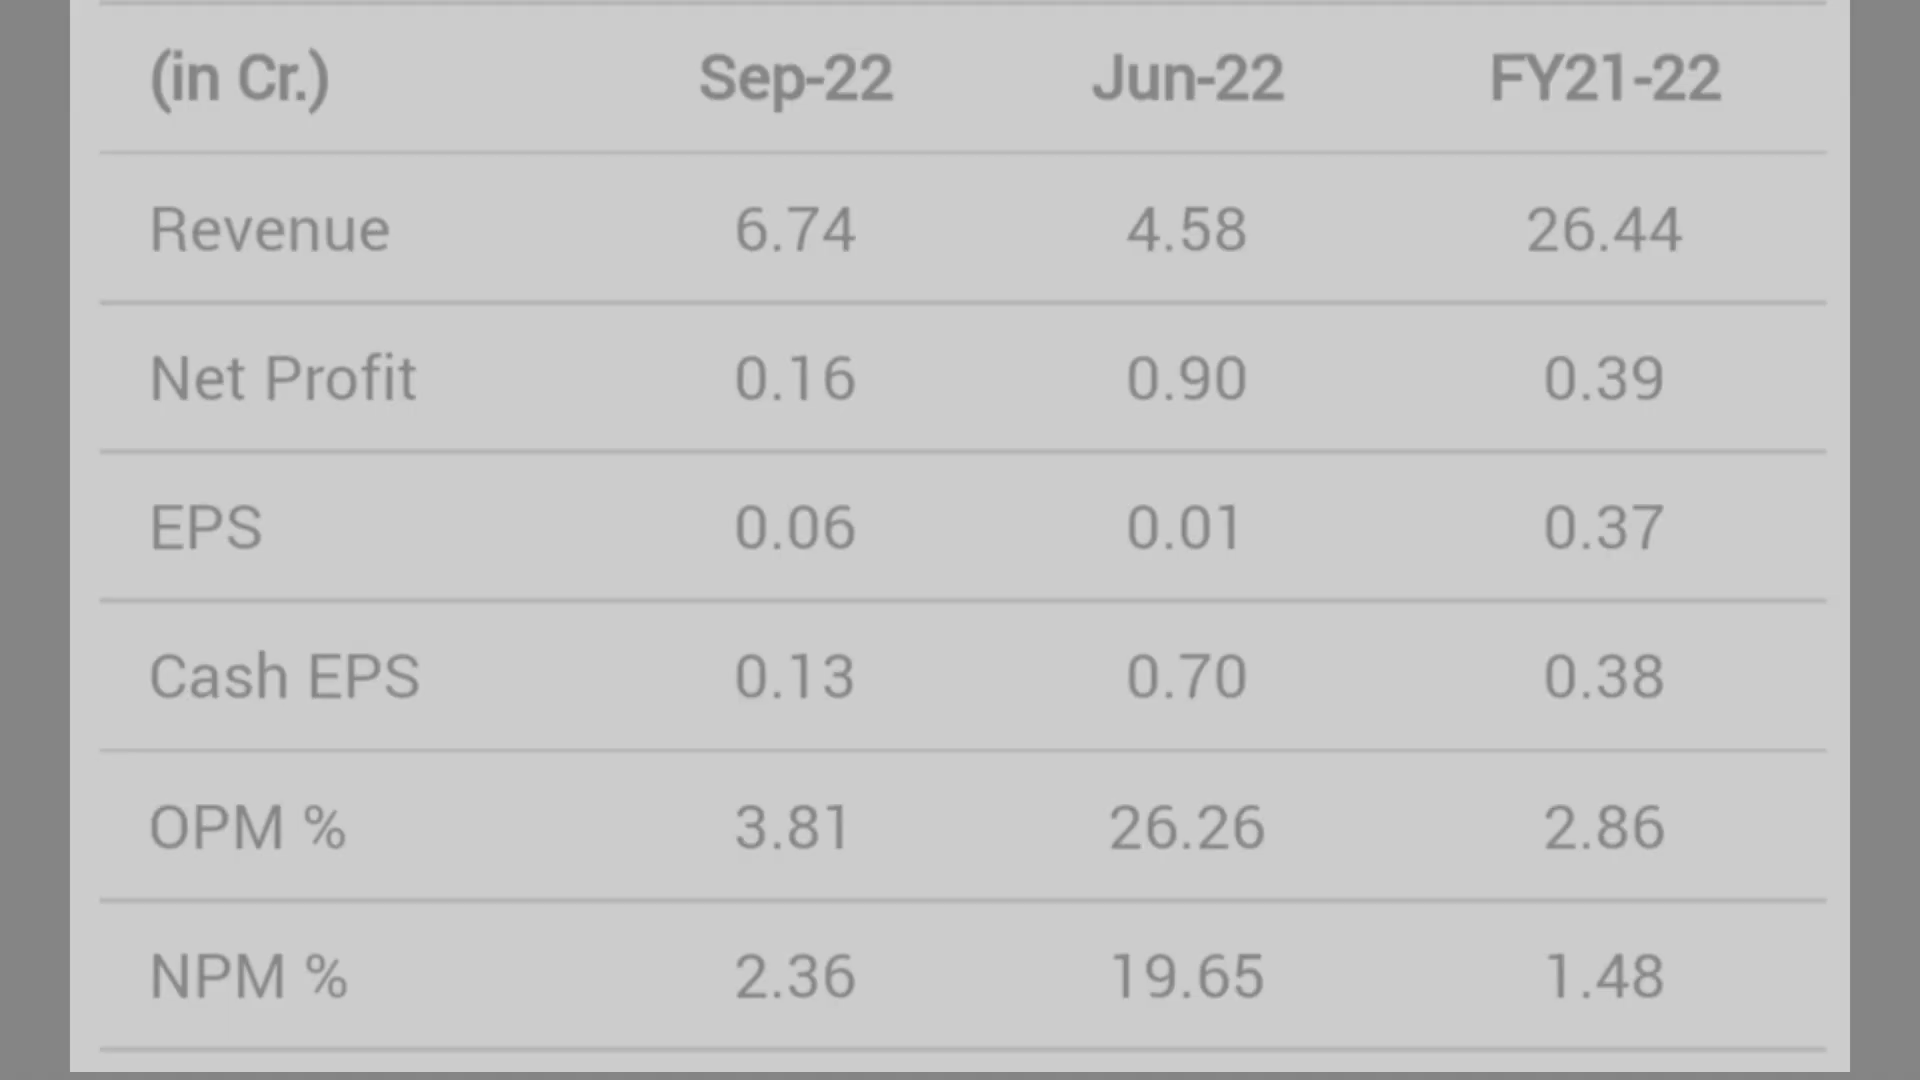 (in Cr.) Sep-22 Jun-22 FY21-22
Revenue 6.74 4.58 26.44
Net Profit 0.16 0.90 0.39
EPS 0.06 0.01 0.37
Cash EPS 0.13 0.70 0.38
OPM % 3.81 26.26 2.86
NPM % 2.36 19.65 1.48